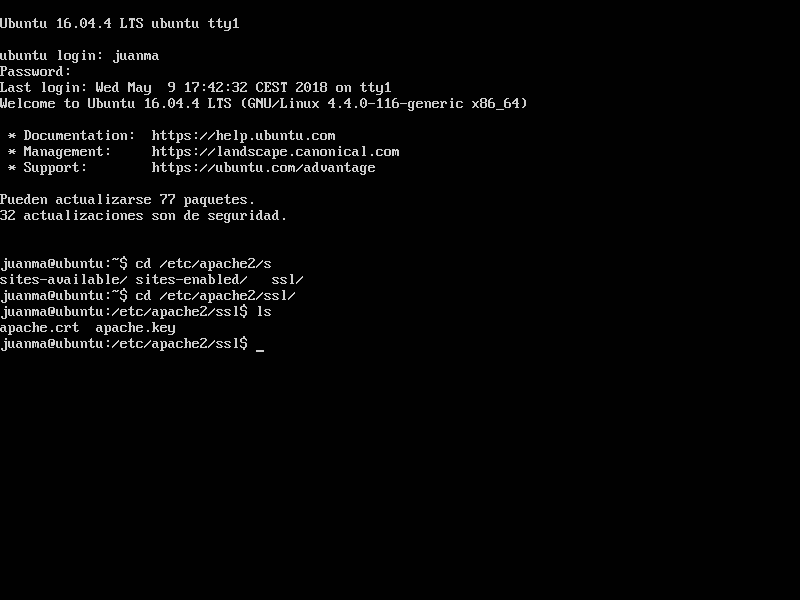 Ubuntu 16.04.4 LTS ubuntu tty1
ubuntu login: juanma
Password:
Last login: Wed May  9 17:42:32 CEST 2018 on tty1
Welcome to Ubuntu 16.04.4 LTS (GNU/Linux 4.4.0-116-generic x86_64)
 * Documentation:  https://help.ubuntu.com
 * Management:     https://landscape.canonical.com
 * Support:        https://ubuntu.com/advantage
Pueden actualizarse 77 paquetes.
32 actualizaciones son de seguridad.
juanma@ubuntu:~$ cd /etc/apache2/s
sites-available/ sites-enabled/   ssl/
juanma@ubuntu:~$ cd /etc/apache2/ssl/
juanma@ubuntu:/etc/apache2/ssl$ ls
apache.crt  apache.key
juanma@ubuntu:/etc/apache2/ssl$ _